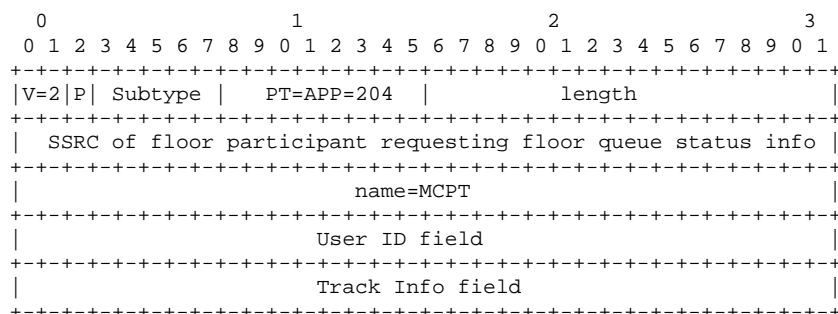 0                   1                   2                   3
 0 1 2 3 4 5 6 7 8 9 0 1 2 3 4 5 6 7 8 9 0 1 2 3 4 5 6 7 8 9 0 1
+-+-+-+-+-+-+-+-+-+-+-+-+-+-+-+-+-+-+-+-+-+-+-+-+-+-+-+-+-+-+-+-+
|V=2|P| Subtype |   PT=APP=204  |            length             |
+-+-+-+-+-+-+-+-+-+-+-+-+-+-+-+-+-+-+-+-+-+-+-+-+-+-+-+-+-+-+-+-+
|  SSRC of floor participant requesting floor queue status info |
+-+-+-+-+-+-+-+-+-+-+-+-+-+-+-+-+-+-+-+-+-+-+-+-+-+-+-+-+-+-+-+-+
|                          name=MCPT                            |
+-+-+-+-+-+-+-+-+-+-+-+-+-+-+-+-+-+-+-+-+-+-+-+-+-+-+-+-+-+-+-+-+
|                       User ID field                           |
+-+-+-+-+-+-+-+-+-+-+-+-+-+-+-+-+-+-+-+-+-+-+-+-+-+-+-+-+-+-+-+-+
|                       Track Info field                        |
+-+-+-+-+-+-+-+-+-+-+-+-+-+-+-+-+-+-+-+-+-+-+-+-+-+-+-+-+-+-+-+-+